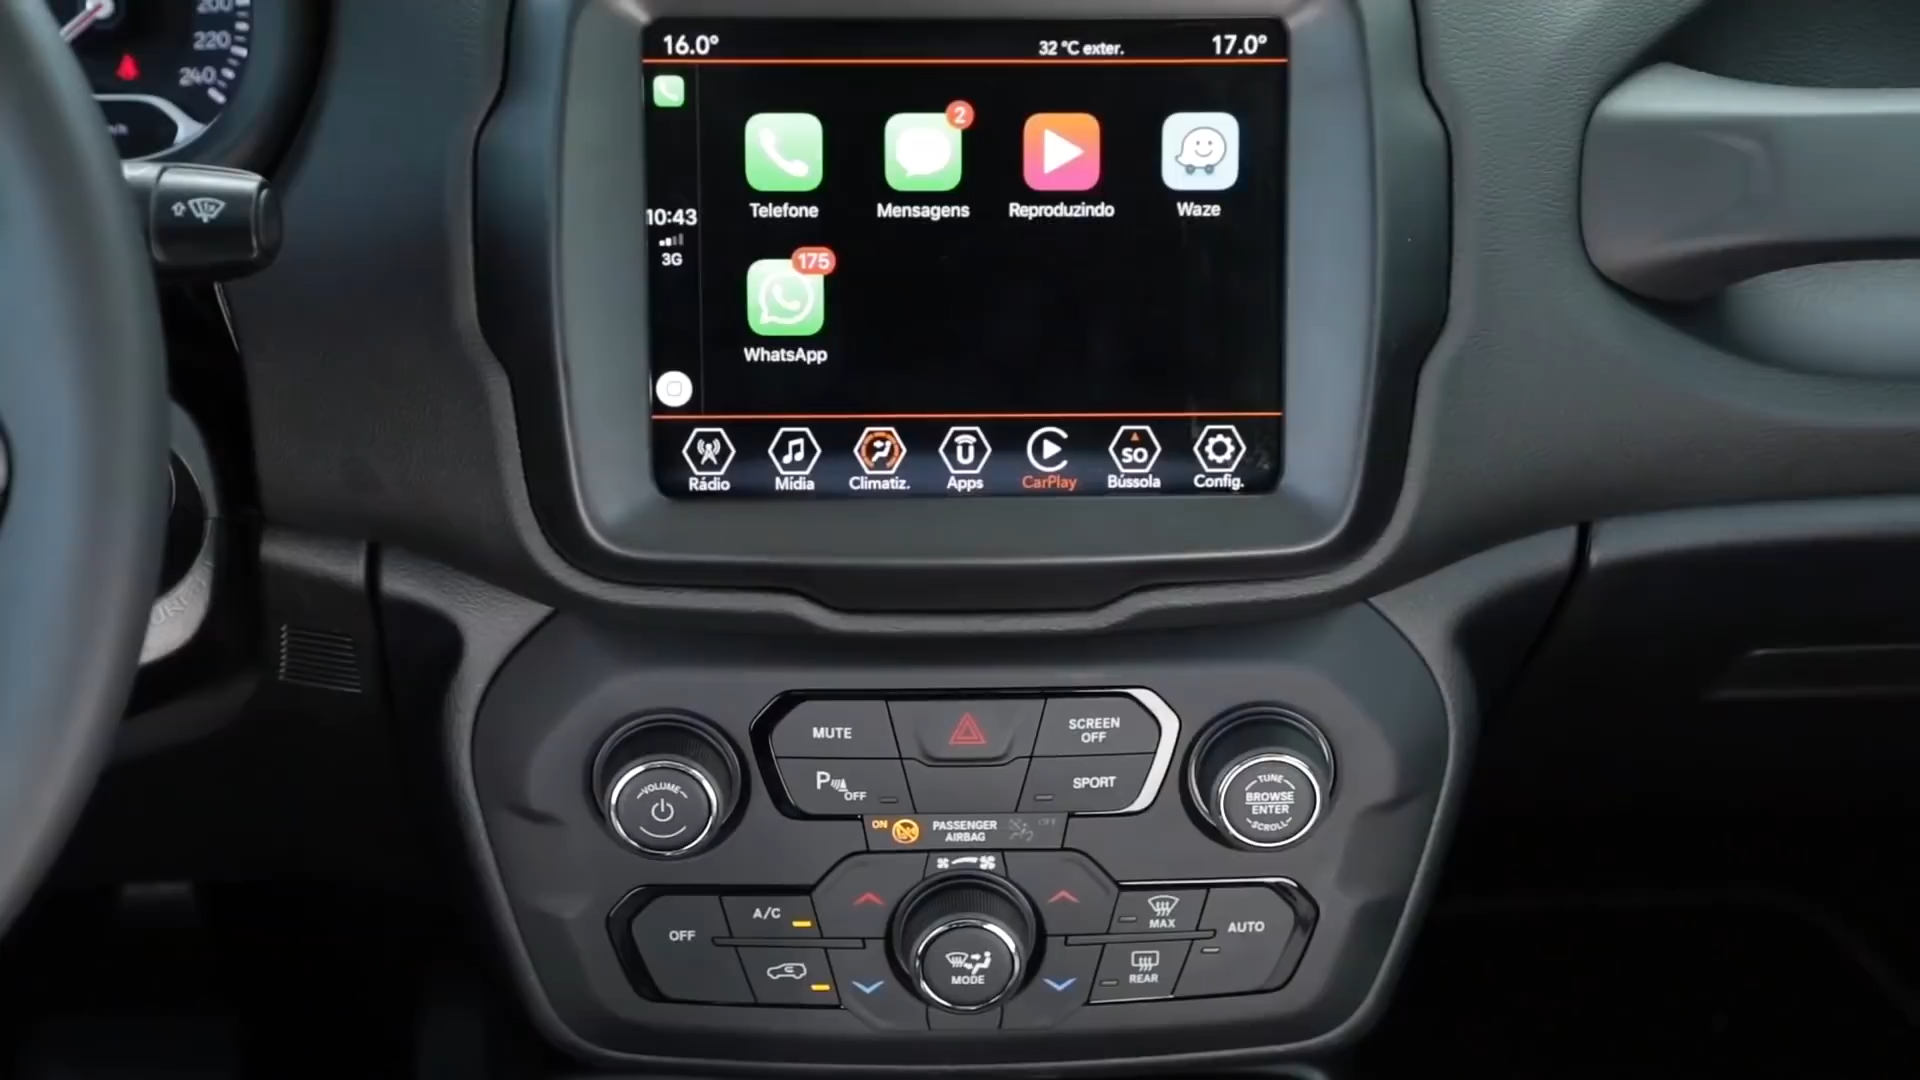 200
220
240
16.0°
32 °C exter.
17.0°
2
Telefone
Mensagens
Reproduzindo
Waze
10:43
3G
175
WhatsApp
Rádio
Mídia
Climatiz.
Apps
CarPlay
SO
Bússola
Config.
MUTE
SCREEN
OFF
P OFF
SPORT
VOLUME
TUNE
BROWSE
ENTER
SCROLL
ON
PASSENGER
AIRBAG
OFF
OFF
A/C
MODE
MAX
REAR
AUTO